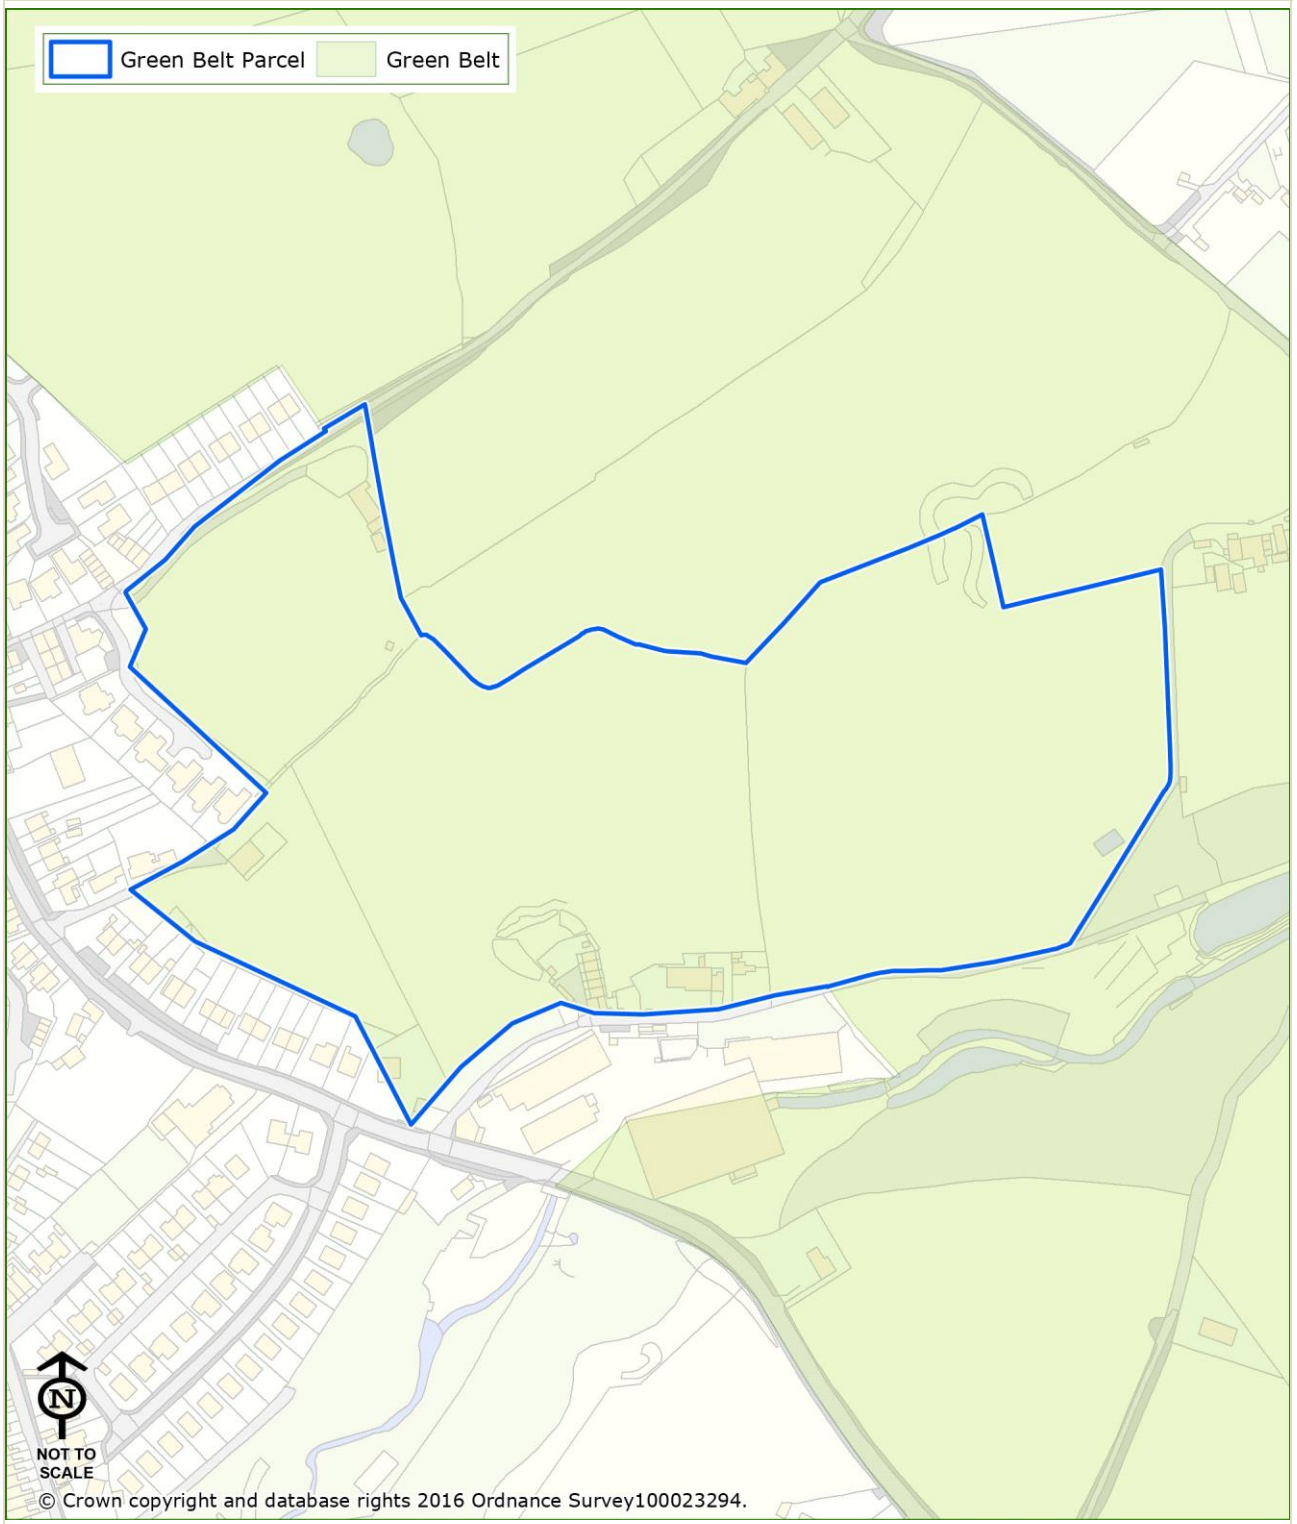 Green Belt Parcel Green Belt
N
NOT TO
SCALE
© Crown copyright and database rights 2016 Ordnance Survey100023294.